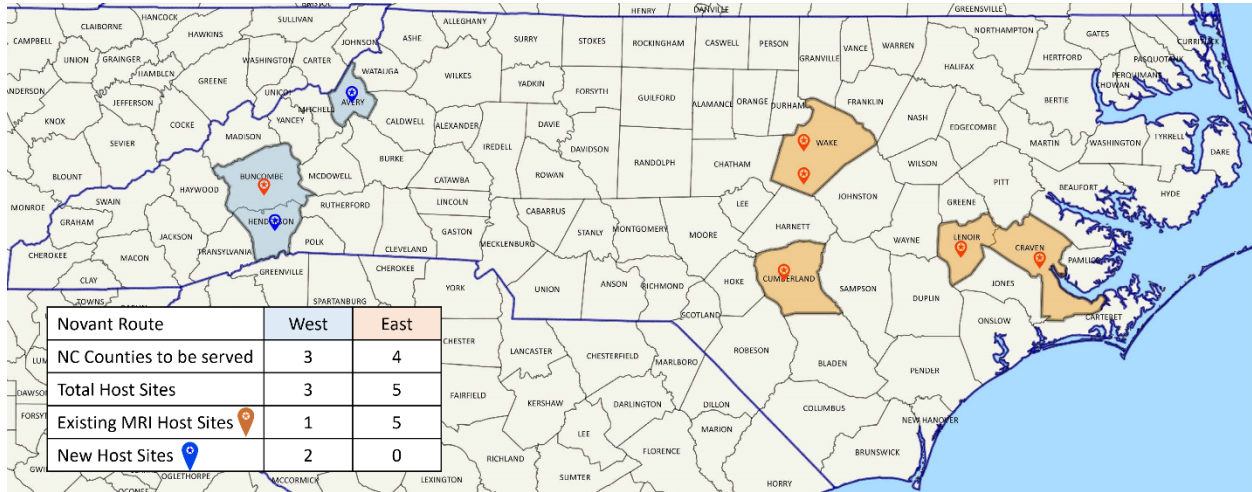 HENRY DANVILLE GREENSVILLE
CLAIBORNE HANCOCK SULLIVAN ALLEGHANY NORTHAMPTON GATES
CAMPBELL HAWKINS JOHNSON ASHE SURRY STOKES ROCKINGHAM CASWELL PERSON VANCE WARREN HERTFORD CURRITUCK
UNION GRAINGER WASHINGTON CARTER WATAUGA WILKES GRANVILLE HALIFAX PASQUOTANK
HAMBLEN GREENE YADKIN PERQUIMANS
ANDERSON UNICOI AVERY FORSYTH GUILFORD ALAMANCE ORANGE DURHAM FRANKLIN BERTIE HOWAN
JEFFERSON MITCHELL YANCEY CALDWELL ALEXANDER DAVIE NASH EDGECOMBE
KNOX COCKE MADISON IREDELL DAVIDSON WAKE MARTIN WASHINGTON TYRRELL DARE
SEVIER BURKE RANDOLPH CHATHAM WILSON
BLOUNT BUNCOMBE MCDOWELL CATAWBA ROWAN PITT BEAUFORT HYDE
HAYWOOD RUTHERFORD LINCOLN JOHNSTON
MONROE SWAIN LEE GREENE
GRAHAM HENDERSON CABARRUS HARNETT
JACKSON GASTON STANLY MONTGOMERY MOORE WAYNE LENOIR CRAVEN
CHEROKEE MACON TRANSYLVANIA POLK CLEVELAND MECKLENBURG PAMLICO
CLAY GREENVILLE CHEROKEE CUMBERLAND
TOWNS SPARTANBURG YORK UNION ANSON RICHMOND HOKE SAMPSON DUPLIN JONES
SCOTLAND ONSLOW CARTERET
Novant Route West East
NC Counties to be served 3 4
Total Host Sites 3 5
Existing MRI Host Sites 1 5
New Host Sites 2 0
CHESTER LANCASTER CHESTERFIELD MARLBORO ROBESON BLADEN PENDER
FAIRFIELD KERSHAW DARLINGTON DILLON COLUMBUS NEW HANOVER
LEE MARION BRUNSWICK
RICHLAND FLORENCE
OGLETHORPE MCCORMICK LEXINGTON SUMTER HORRY